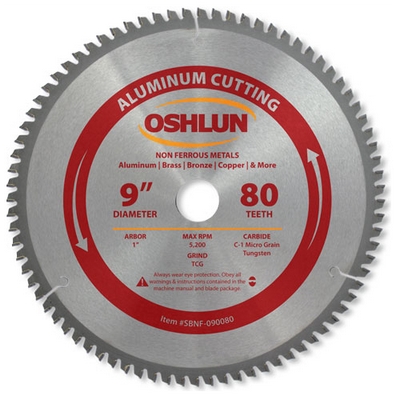 ALUMINUM CUTTING
OSHLUN
NON FERROUS METALS
Aluminum | Brass | Bronze | Copper | & More
9" 80
DIAMETER TEETH
ARBOR MAX RPM CARBIDE
1" 5,200 C-1 Micro Grain
GRIND Tungsten
TCG
Always wear eye protection. Obey all
warnings & instructions contained in the
machine manual and blade package.
Item #SBNF-090080